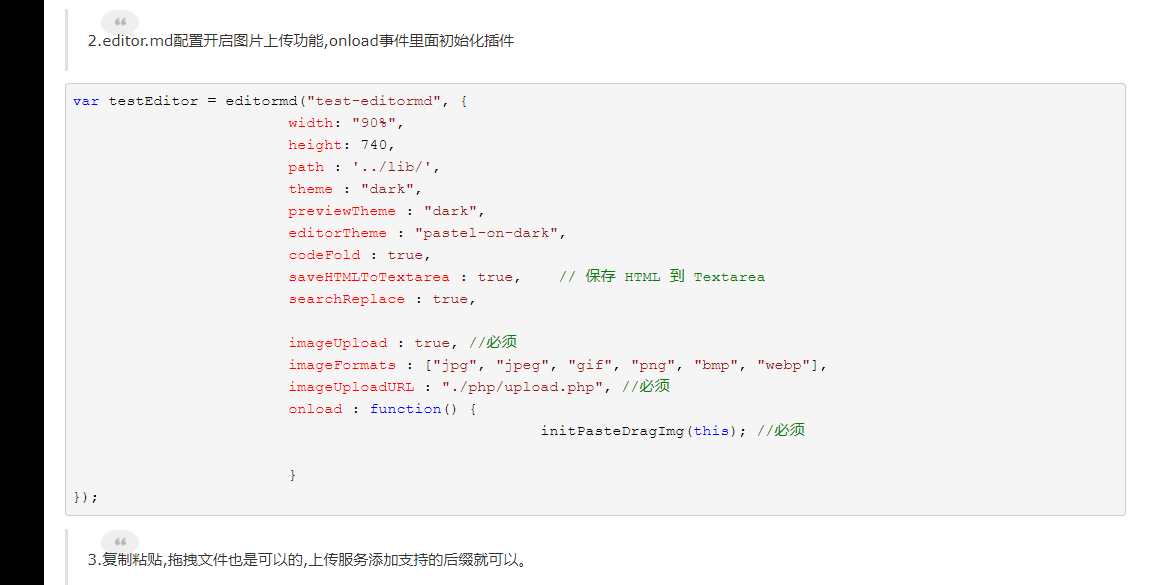 2.editor.md配置开启图片上传功能,onload事件里面初始化插件
var testEditor = editormd("test-editormd", {
width: "90%",
height: 740,
path : '../lib/',
theme : "dark",
previewTheme : "dark",
editorTheme : "pastel-on-dark",
codeFold : true,
saveHTMLToTextarea : true, // 保存 HTML 到 Textarea
searchReplace : true,
imageUpload : true, //必须
imageFormats : ["jpg", "jpeg", "gif", "png", "bmp", "webp"],
imageUploadURL : "./php/upload.php", //必须
onload : function() {
initPasteDragImg(this); //必须
}
});
3.复制粘贴,拖拽文件也是可以的,上传服务添加支持的后缀就可以。